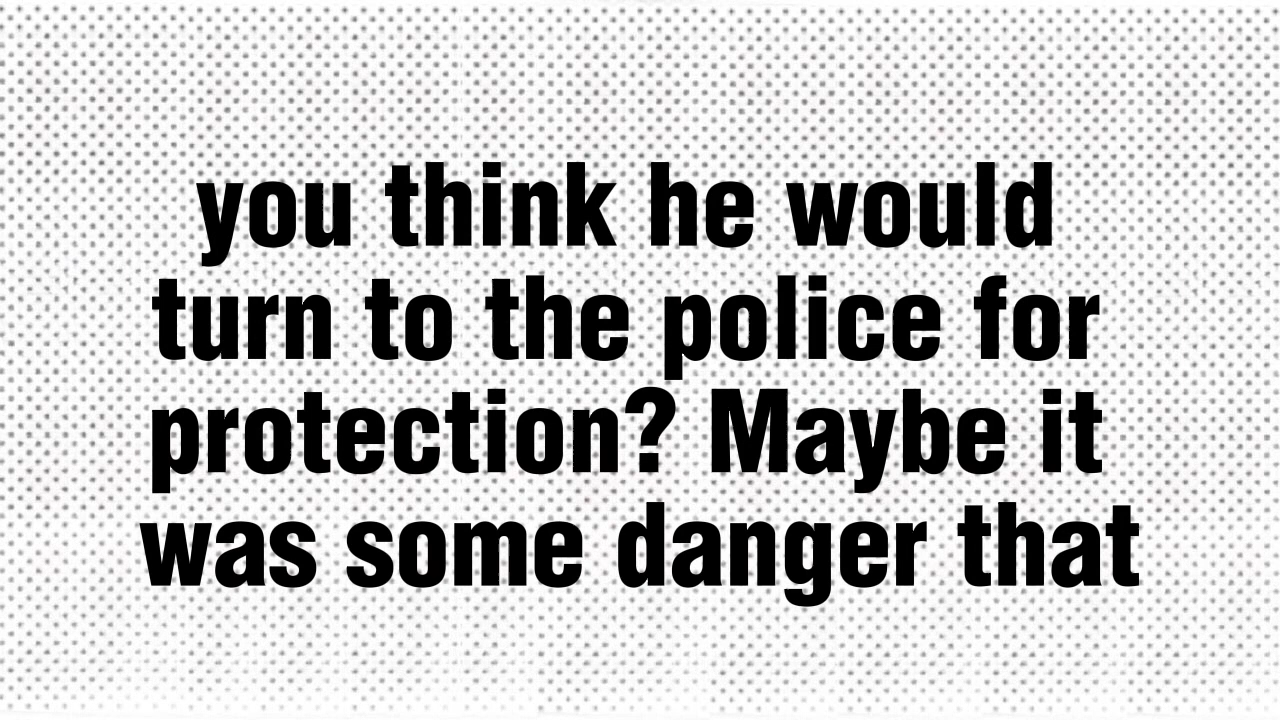 you think he would
turn to the police for
protection? Maybe it
was some danger that